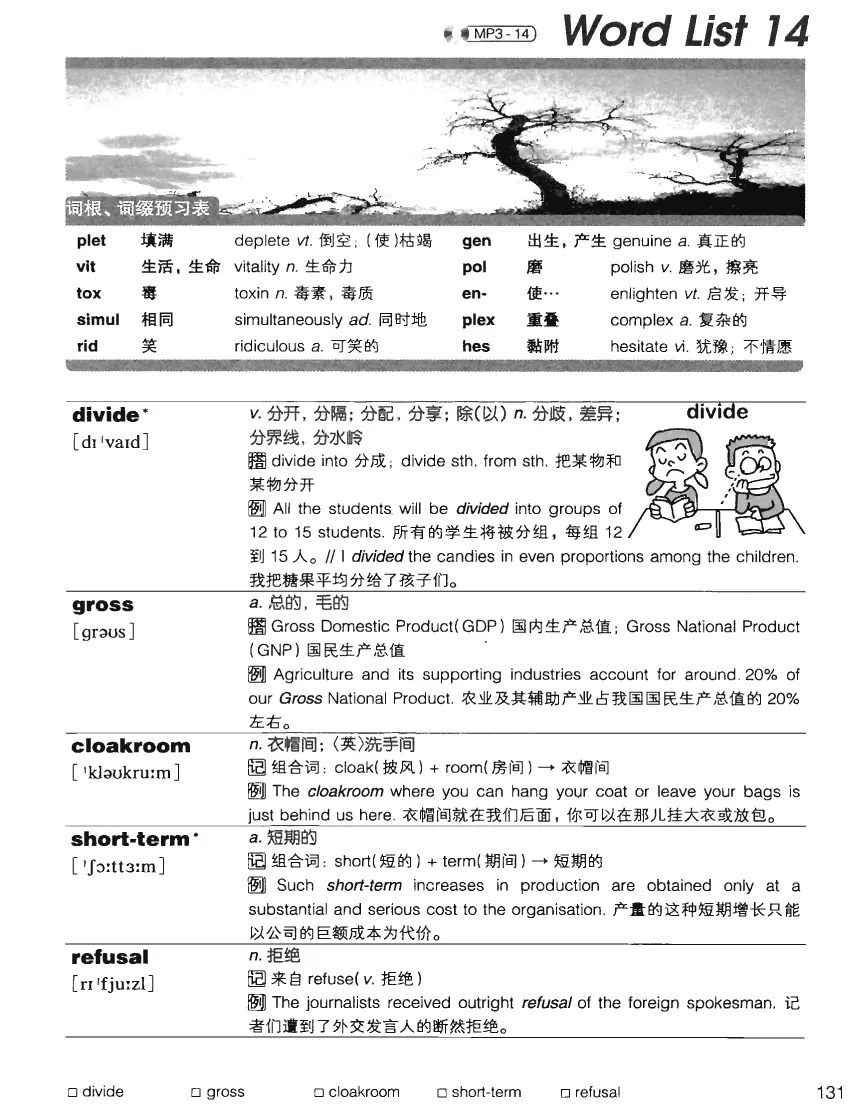 MP3-14 Word List 14
词根、词缀预习表
plet 填满 deplete vt. 倒空；(使)枯竭 gen 出生，产生 genuine a. 真正的
vit 生活，生命 vitality n. 生命力 pol 磨 polish v. 磨光，擦亮
tox 毒 toxin n. 毒素，毒质 en- 使… enlighten vt. 启发；开导
simul 相同 simultaneously ad. 同时地 plex 重叠 complex a. 复杂的
rid 笑 ridiculous a. 可笑的 hes 黏附 hesitate vi. 犹豫；不情愿
divide* v. 分开，分隔；分配，分享；除(以) n. 分歧，差异；
[dɪˈvaɪd] 分界线，分水岭
divide
搭 divide into 分成；divide sth. from sth. 把某物和
某物分开
例 All the students will be divided into groups of
12 to 15 students. 所有的学生将被分组，每组 12
到 15 人。// I divided the candies in even proportions among the children.
我把糖果平均分给了孩子们。
gross a. 总的，毛的
[grəʊs] 搭 Gross Domestic Product(GDP) 国内生产总值；Gross National Product
(GNP) 国民生产总值
例 Agriculture and its supporting industries account for around 20% of
our Gross National Product. 农业及其辅助产业占我国国民生产总值的 20%
左右。
cloakroom n. 衣帽间；〈英〉洗手间
[ˈkləʊkruːm] 记 组合词：cloak(披风) + room(房间) → 衣帽间
例 The cloakroom where you can hang your coat or leave your bags is
just behind us here. 衣帽间就在我们后面，你可以在那儿挂大衣或放包。
short-term* a. 短期的
[ˈʃɔːttɜːm] 记 组合词：short(短的) + term(期间) → 短期的
例 Such short-term increases in production are obtained only at a
substantial and serious cost to the organisation. 产量的这种短期增长只能
以公司的巨额成本为代价。
refusal n. 拒绝
[rɪˈfjuːzl] 记 来自 refuse(v. 拒绝)
例 The journalists received outright refusal of the foreign spokesman. 记
者们遭到了外交发言人的断然拒绝。
□ divide □ gross □ cloakroom □ short-term □ refusal 131